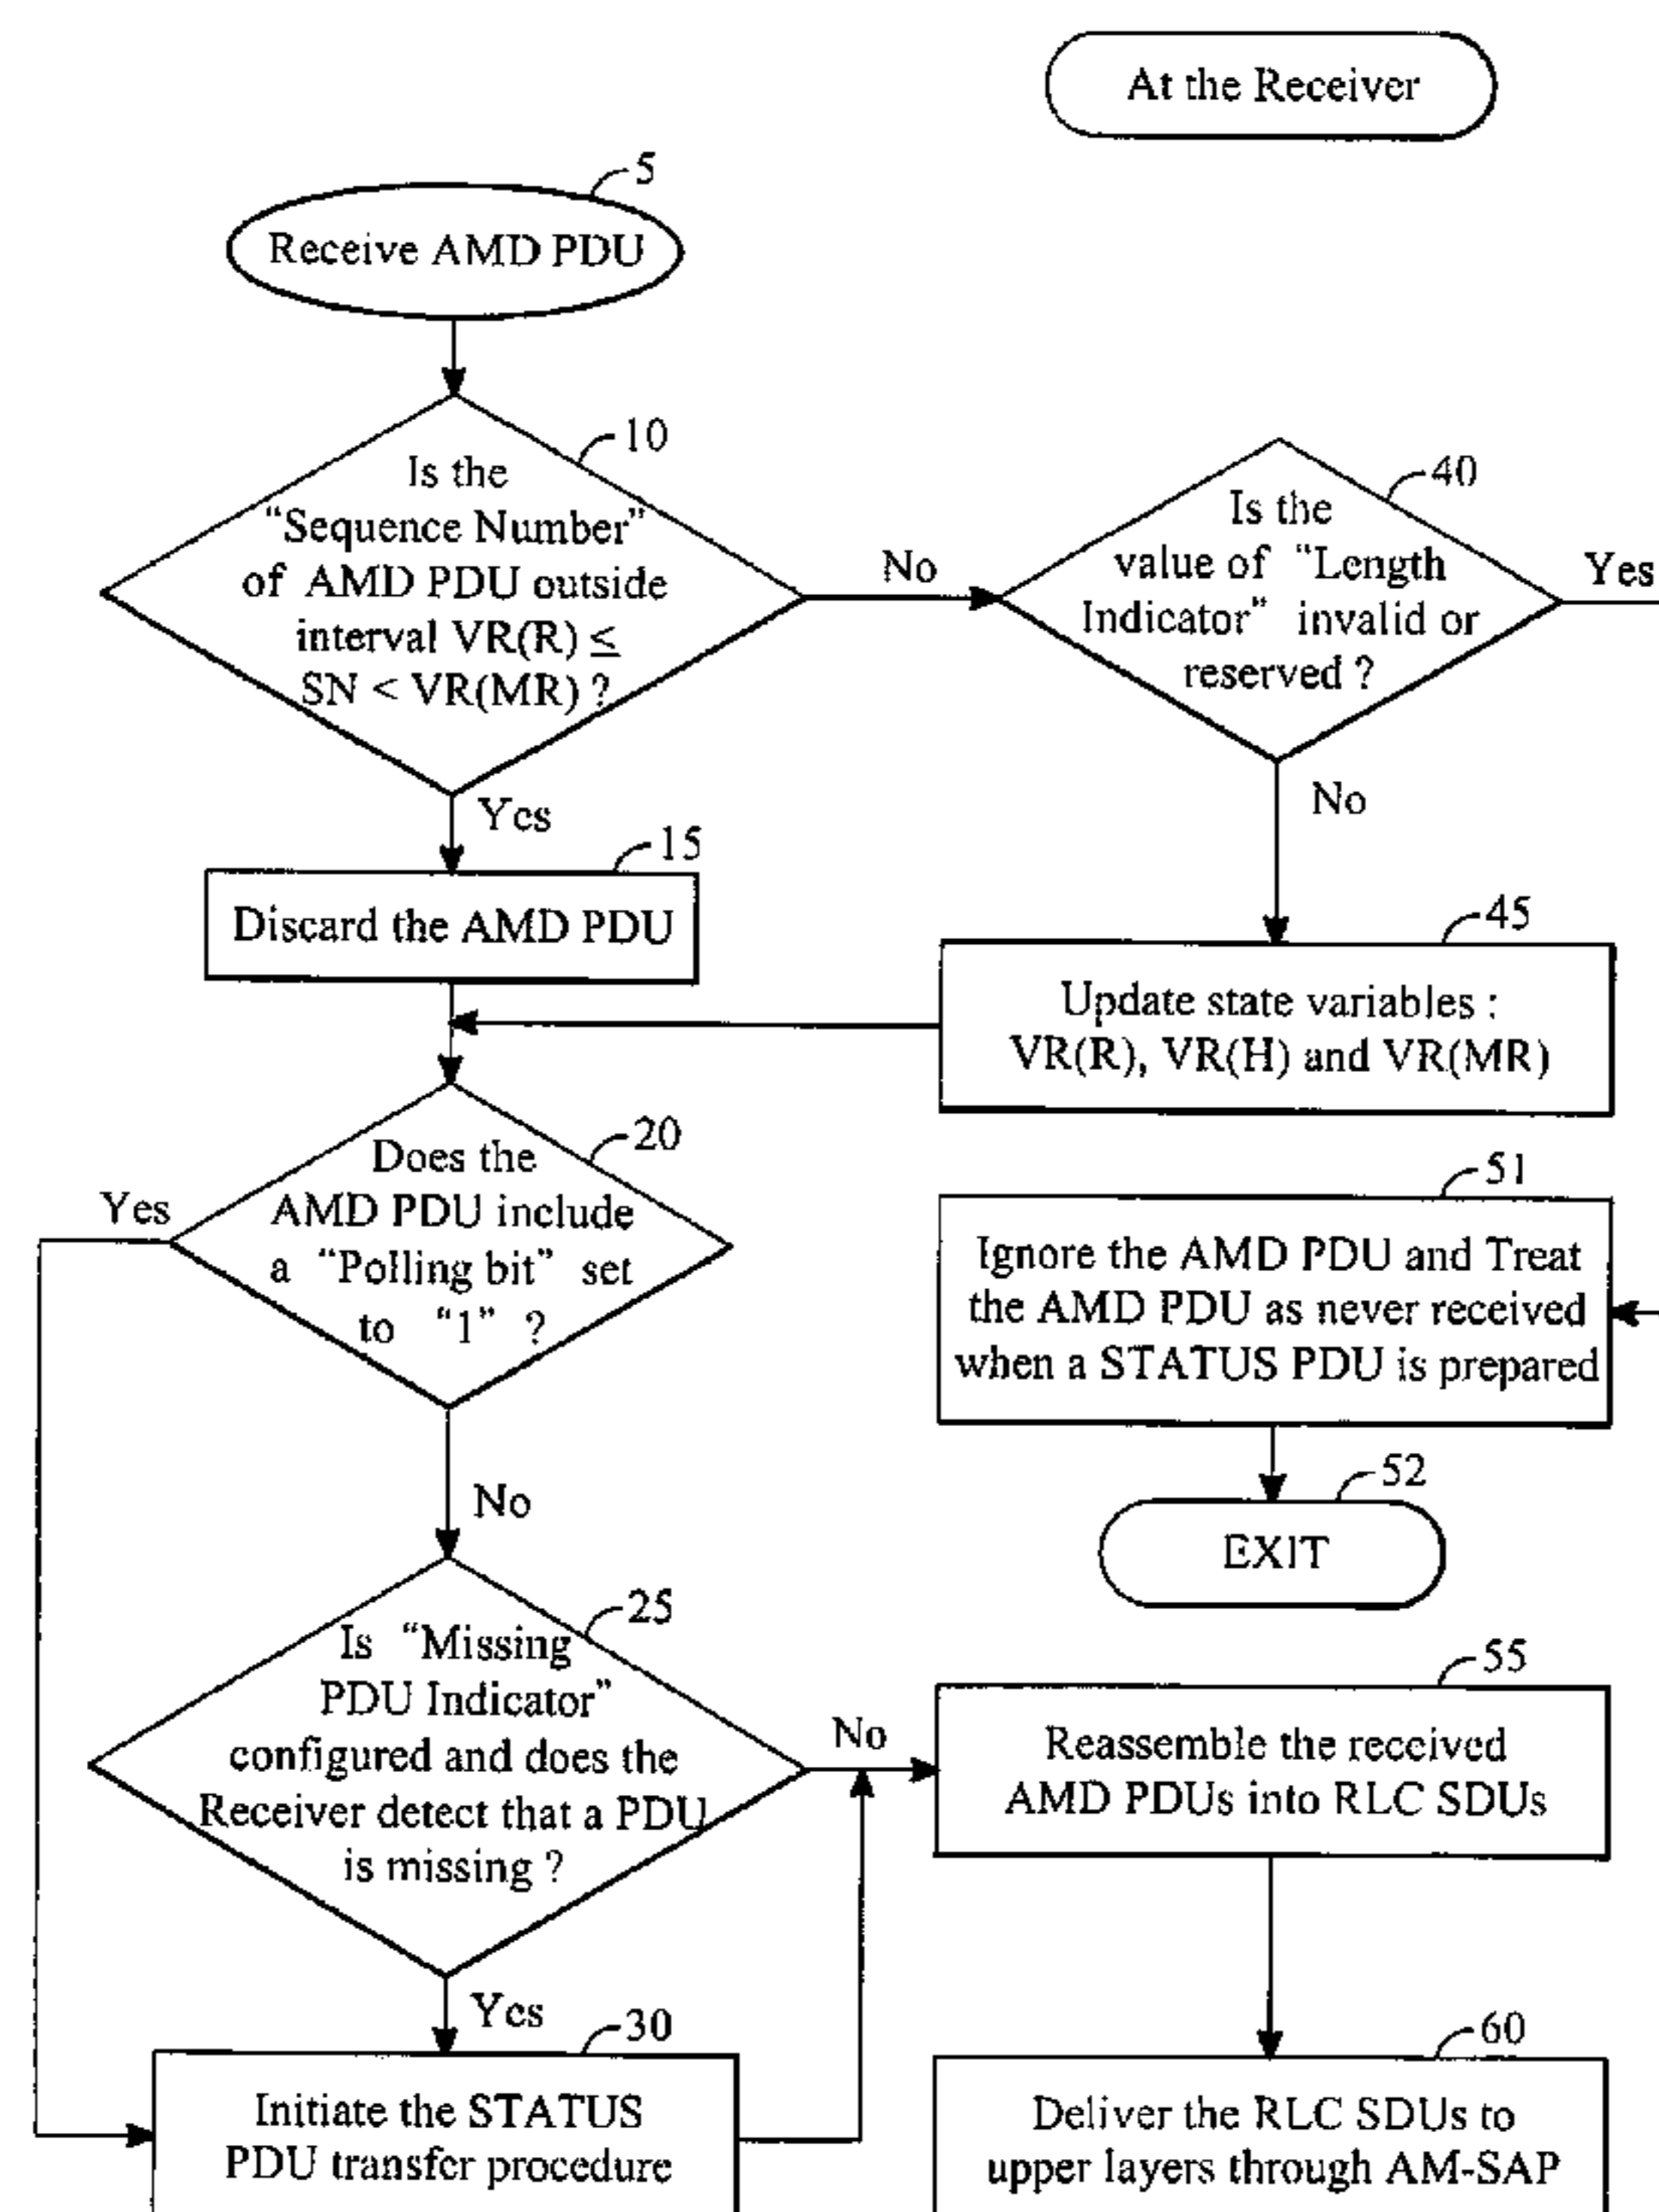 At the Receiver
5
Receive AMD PDU
10
Is the
“Sequence Number”
of AMD PDU outside
interval VR(R) ≤
SN < VR(MR) ?
No
Yes
40
Is the
value of “Length
Indicator” invalid or
reserved ?
Yes
No
15
Discard the AMD PDU
45
Update state variables :
VR(R), VR(H) and VR(MR)
20
Does the
AMD PDU include
a “Polling bit” set
to “1” ?
Yes
No
51
Ignore the AMD PDU and Treat
the AMD PDU as never received
when a STATUS PDU is prepared
52
EXIT
25
Is “Missing
PDU Indicator”
configured and does the
Receiver detect that a PDU
is missing ?
No
Yes
55
Reassemble the received
AMD PDUs into RLC SDUs
30
Initiate the STATUS
PDU transfer procedure
60
Deliver the RLC SDUs to
upper layers through AM-SAP